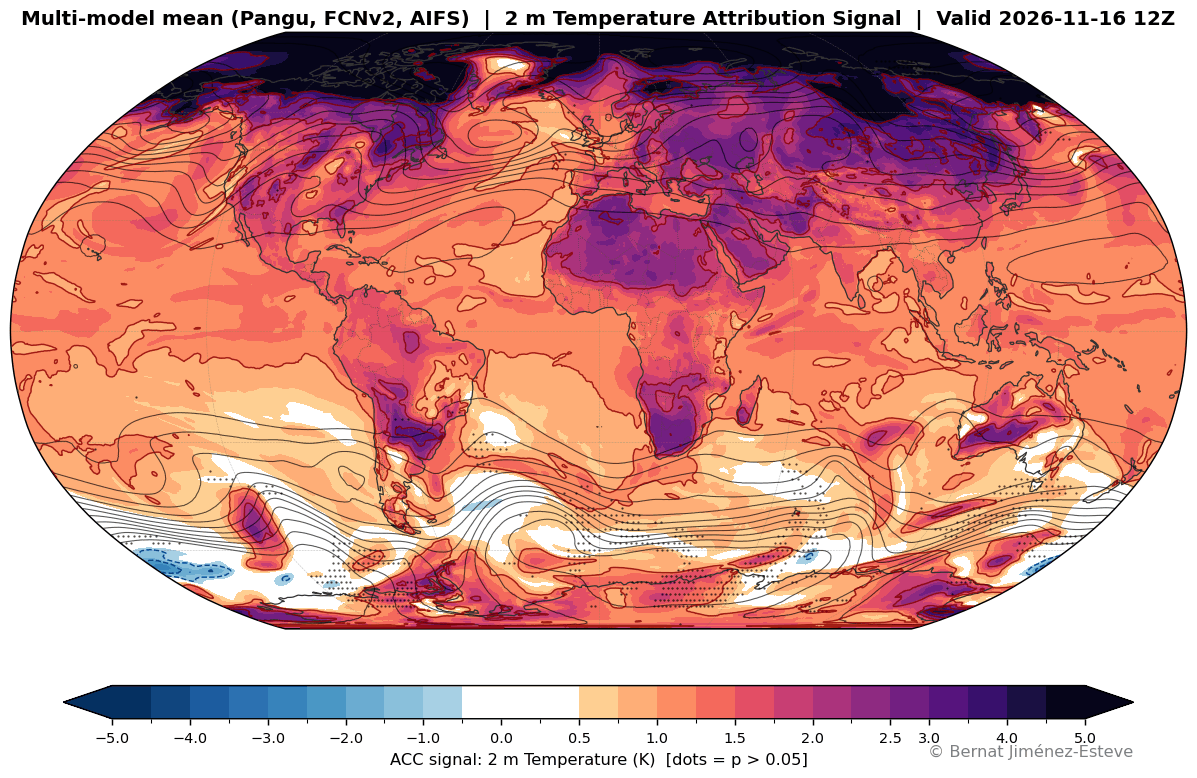 Multi-model mean (Pangu, FCNv2, AIFS)  |  2 m Temperature Attribution Signal  |  Valid 2026-11-16 12Z
−5.0 −4.0 −3.0 −2.0 −1.0 0.0 0.5 1.0 1.5 2.0 2.5 3.0 4.0 5.0
ACC signal: 2 m Temperature (K)  [dots = p > 0.05]
© Bernat Jiménez-Esteve